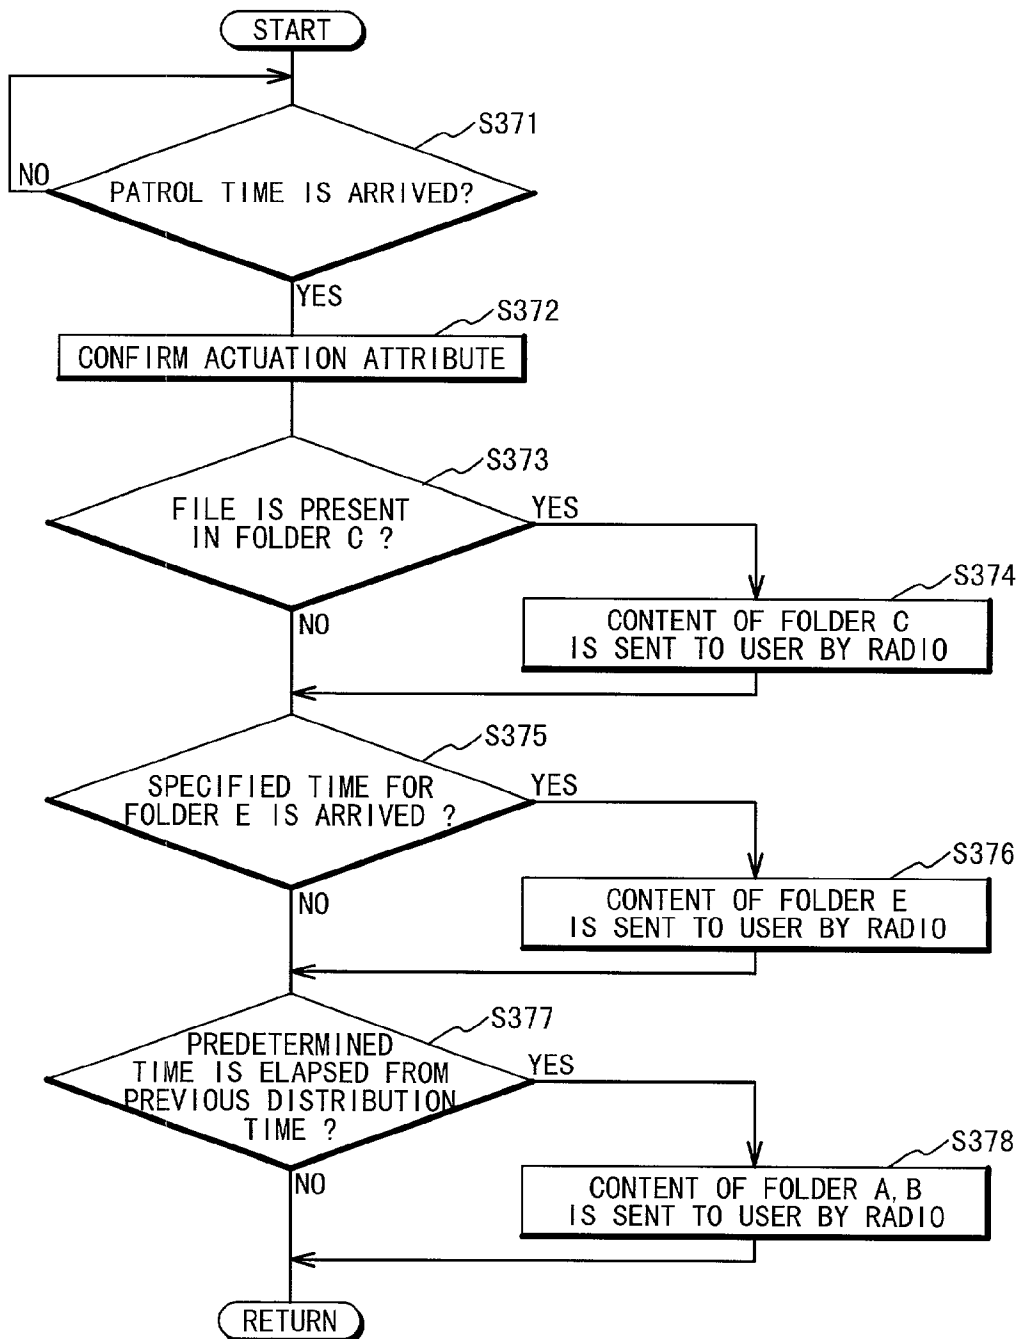 START
S371
NO
PATROL TIME IS ARRIVED?
YES
S372
CONFIRM ACTUATION ATTRIBUTE
S373
FILE IS PRESENT
IN FOLDER C ?
YES
S374
NO
CONTENT OF FOLDER C
IS SENT TO USER BY RADIO
S375
SPECIFIED TIME FOR
FOLDER E IS ARRIVED ?
YES
S376
NO
CONTENT OF FOLDER E
IS SENT TO USER BY RADIO
S377
PREDETERMINED
TIME IS ELAPSED FROM
PREVIOUS DISTRIBUTION
TIME ?
YES
S378
NO
CONTENT OF FOLDER A,B
IS SENT TO USER BY RADIO
RETURN